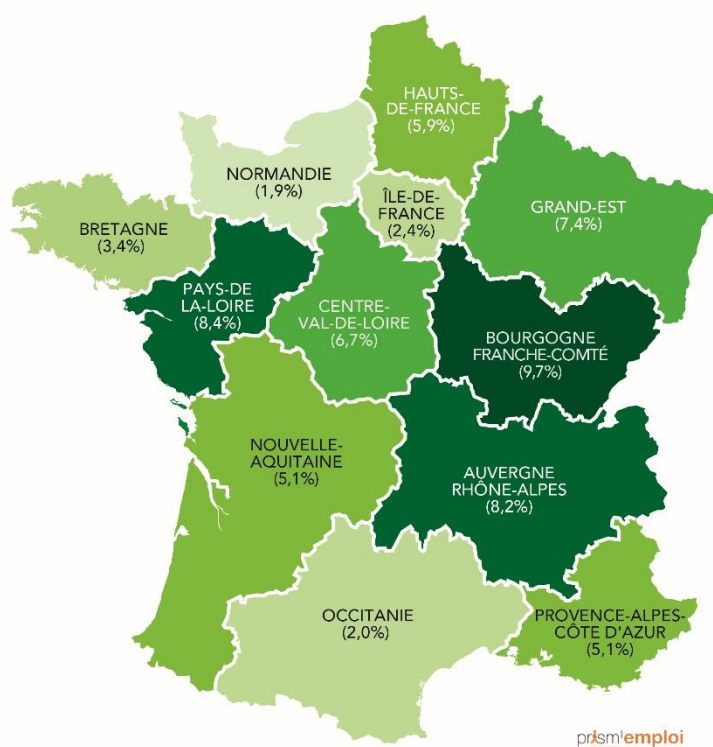 HAUTS-
DE-FRANCE
(5,9%)
NORMANDIE
(1,9%)
ÎLE-DE-
FRANCE
(2,4%)
GRAND-EST
(7,4%)
BRETAGNE
(3,4%)
PAYS-DE
LA-LOIRE
(8,4%)
CENTRE-
VAL-DE-LOIRE
(6,7%)
BOURGOGNE
FRANCHE-COMTÉ
(9,7%)
NOUVELLE-
AQUITAINE
(5,1%)
AUVERGNE
RHÔNE-ALPES
(8,2%)
OCCITANIE
(2,0%)
PROVENCE-ALPES-
CÔTE D'AZUR
(5,1%)
prism'emploi